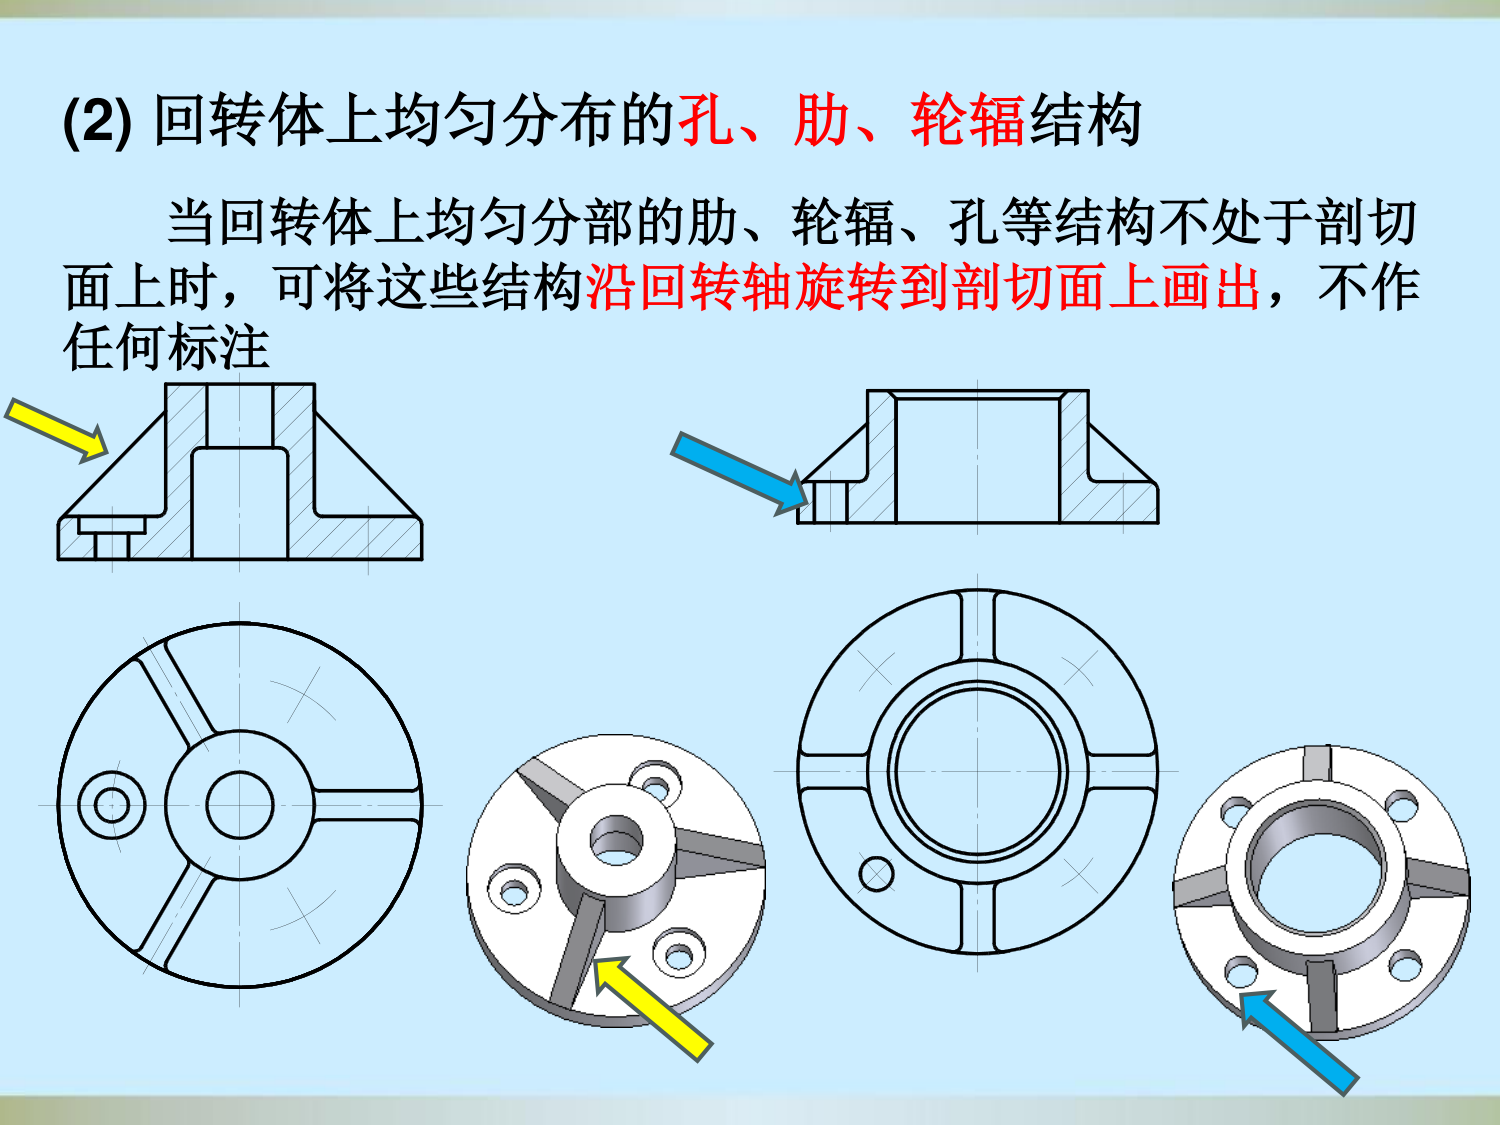 (2) 回转体上均匀分布的孔、肋、轮辐结构
当回转体上均匀分部的肋、轮辐、孔等结构不处于剖切
面上时，可将这些结构沿回转轴旋转到剖切面上画出，不作
任何标注